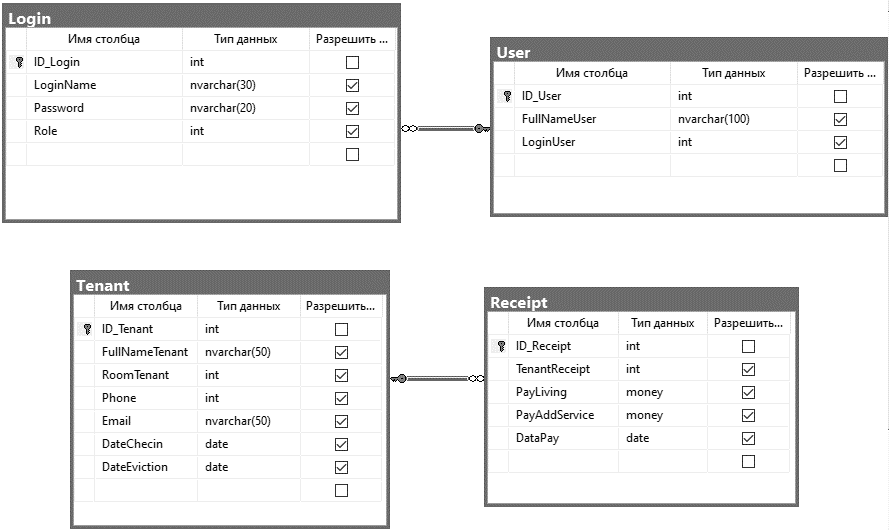 Login
Имя столбца Тип данных Разрешить ...
ID_Login int
LoginName nvarchar(30)
Password nvarchar(20)
Role int
User
Имя столбца Тип данных Разрешить ...
ID_User int
FullNameUser nvarchar(100)
LoginUser int
Tenant
Имя столбца Тип данных Разрешить...
ID_Tenant int
FullNameTenant nvarchar(50)
RoomTenant int
Phone int
Email nvarchar(50)
DateChecin date
DateEviction date
Receipt
Имя столбца Тип данных Разрешить...
ID_Receipt int
TenantReceipt int
PayLiving money
PayAddService money
DataPay date